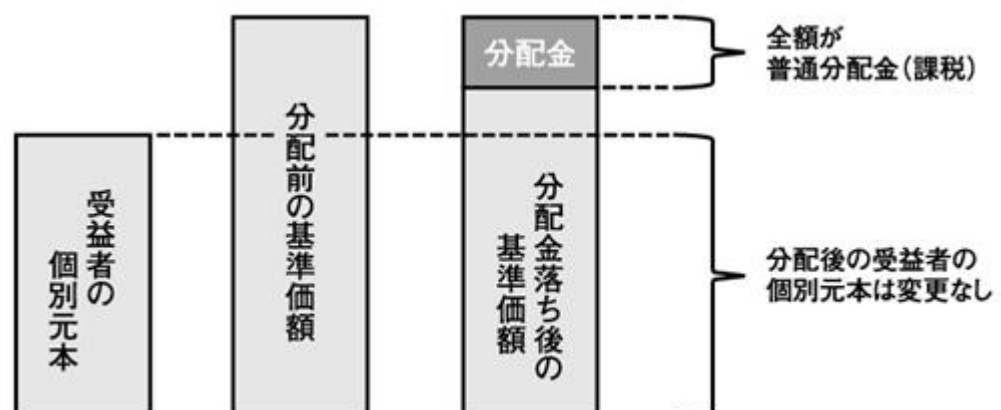 受益者の
個別元本
分配前の基準価額
分配金
分配金落ち後の
基準価額
全額が
普通分配金(課税)
分配後の受益者の
個別元本は変更なし